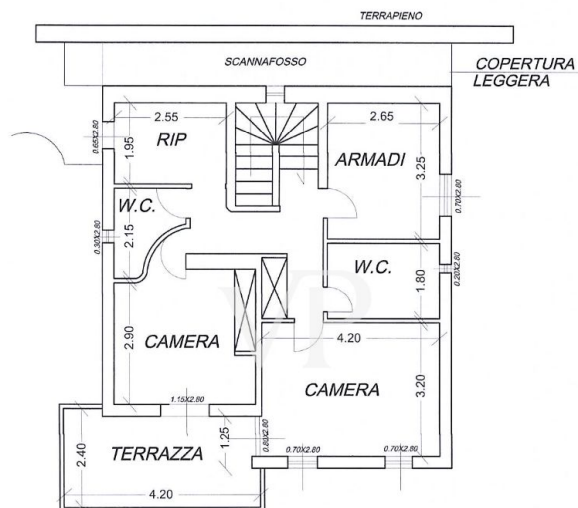 TERRAPIENO
SCANNAFOSSO
COPERTURA
LEGGERA
2.55
2.65
0.65X2.80
1.95
RIP
ARMADI
3.25
0.70X2.80
W.C.
2.15
0.30X2.80
W.C.
1.80
0.20X2.80
VP
2.90
CAMERA
4.20
CAMERA
3.20
1.15X2.80
1.25
0.80X2.80
0.70X2.80
0.70X2.80
2.40
TERRAZZA
4.20